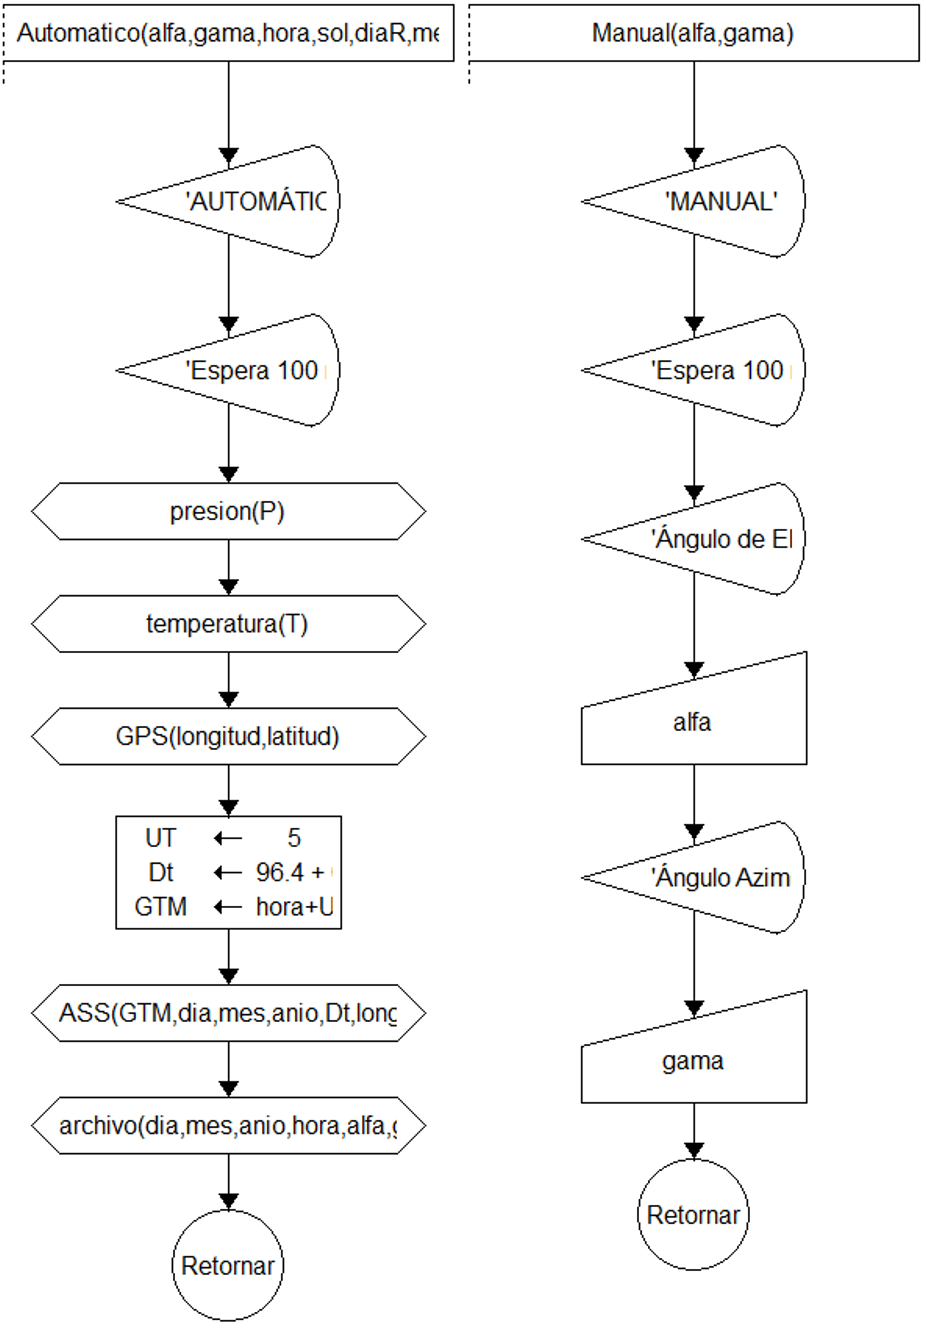 Automatico(alfa,gama,hora,sol,diaR,me
'AUTOMÁTIC
'Espera 100
presion(P)
temperatura(T)
GPS(longitud,latitud)
UT ← 5
Dt ← 96.4 +
GTM ← hora+U
ASS(GTM,dia,mes,anio,Dt,long
archivo(dia,mes,anio,hora,alfa,g
Retornar
Manual(alfa,gama)
'MANUAL'
'Espera 100
'Ángulo de El
alfa
'Ángulo Azim
gama
Retornar